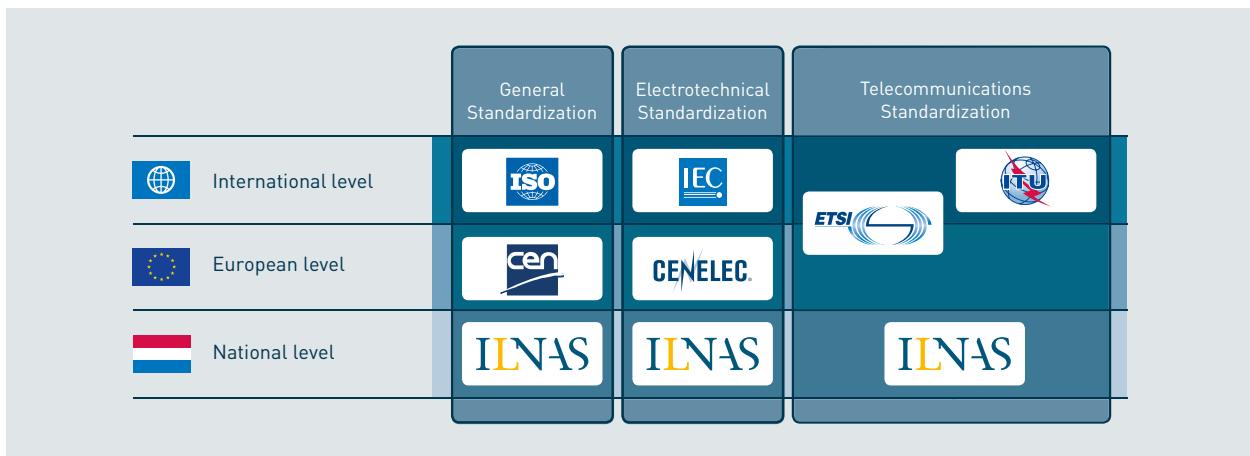 General
Standardization
Electrotechnical
Standardization
Telecommunications
Standardization
International level
ISO
IEC
ITU
ETSI
European level
cen
CENELEC
National level
ILNAS
ILNAS
ILNAS